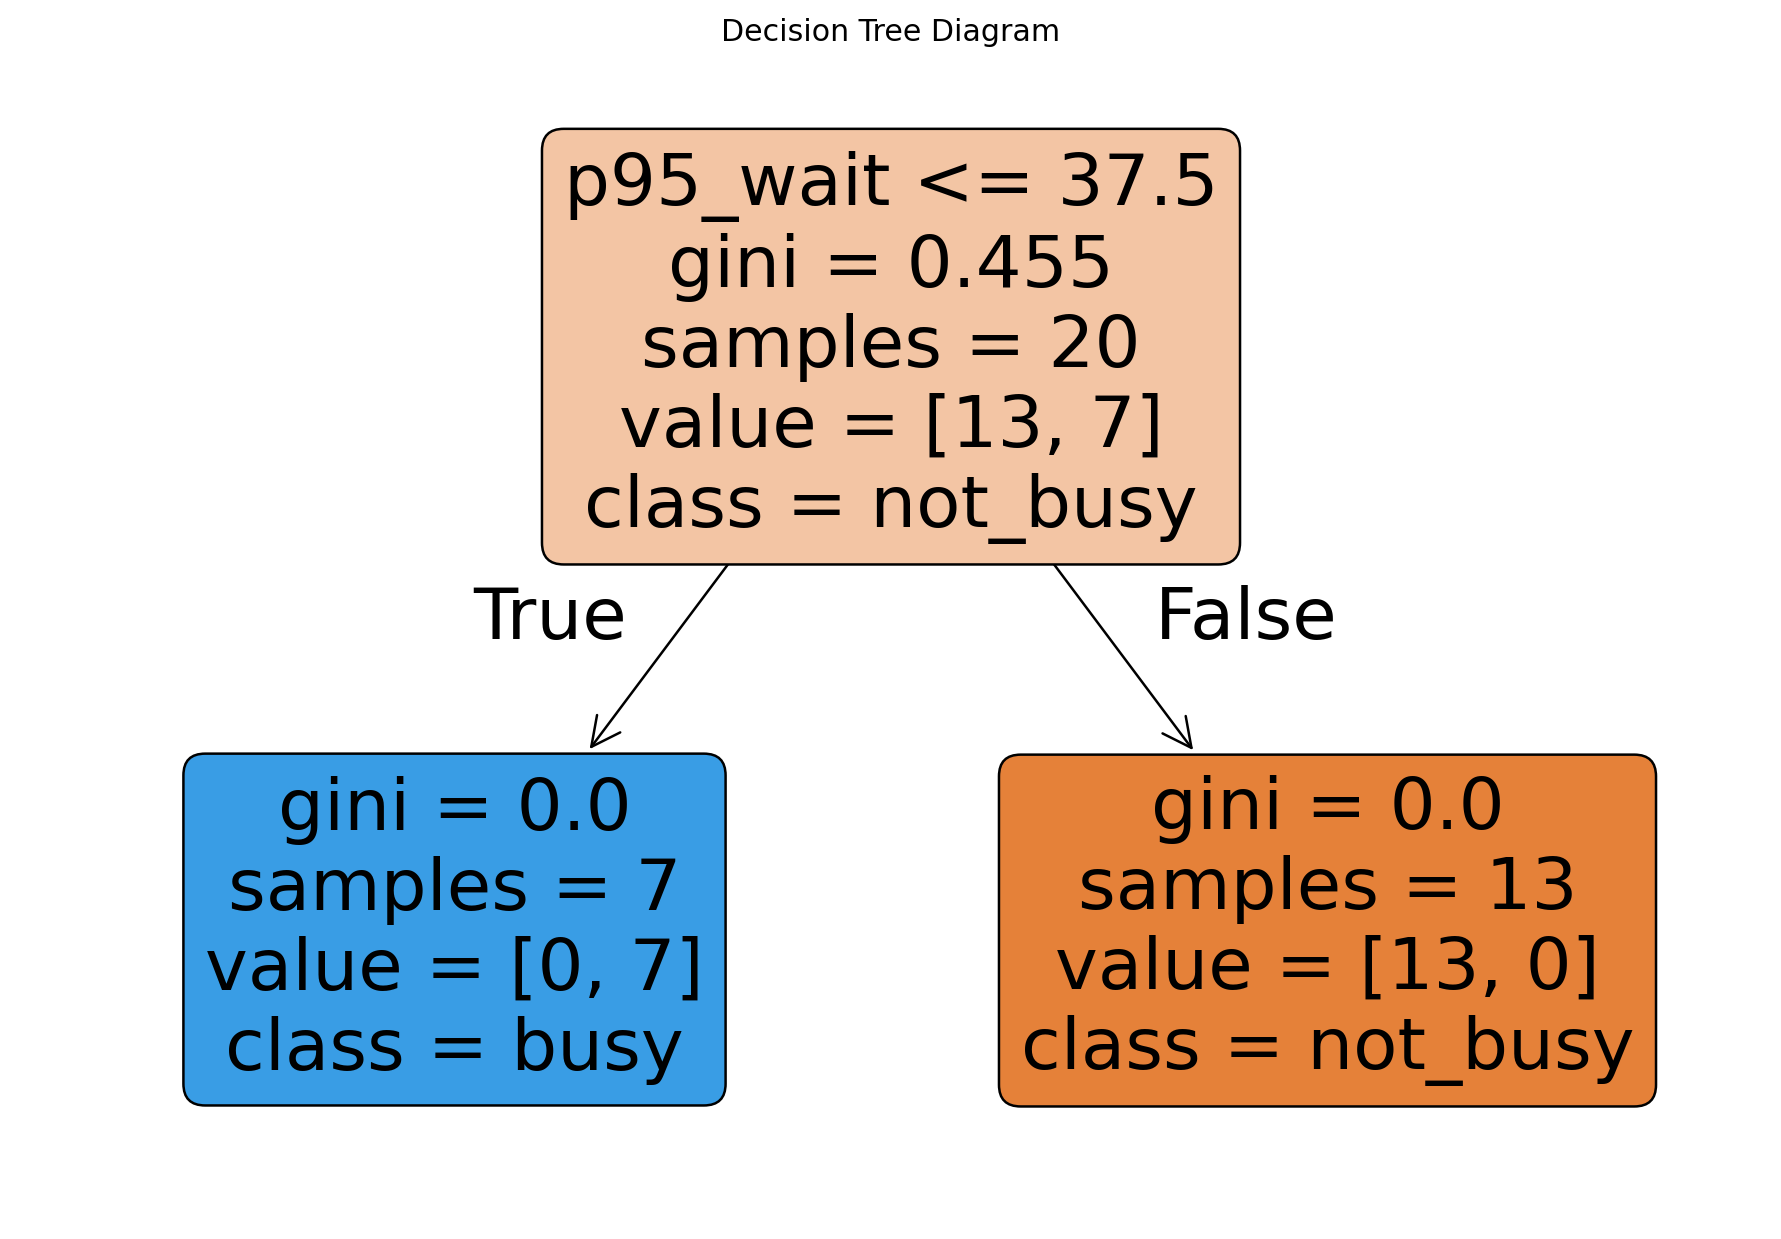 Decision Tree Diagram
p95_wait <= 37.5
gini = 0.455
samples = 20
value = [13, 7]
class = not_busy
True
False
gini = 0.0
samples = 7
value = [0, 7]
class = busy
gini = 0.0
samples = 13
value = [13, 0]
class = not_busy